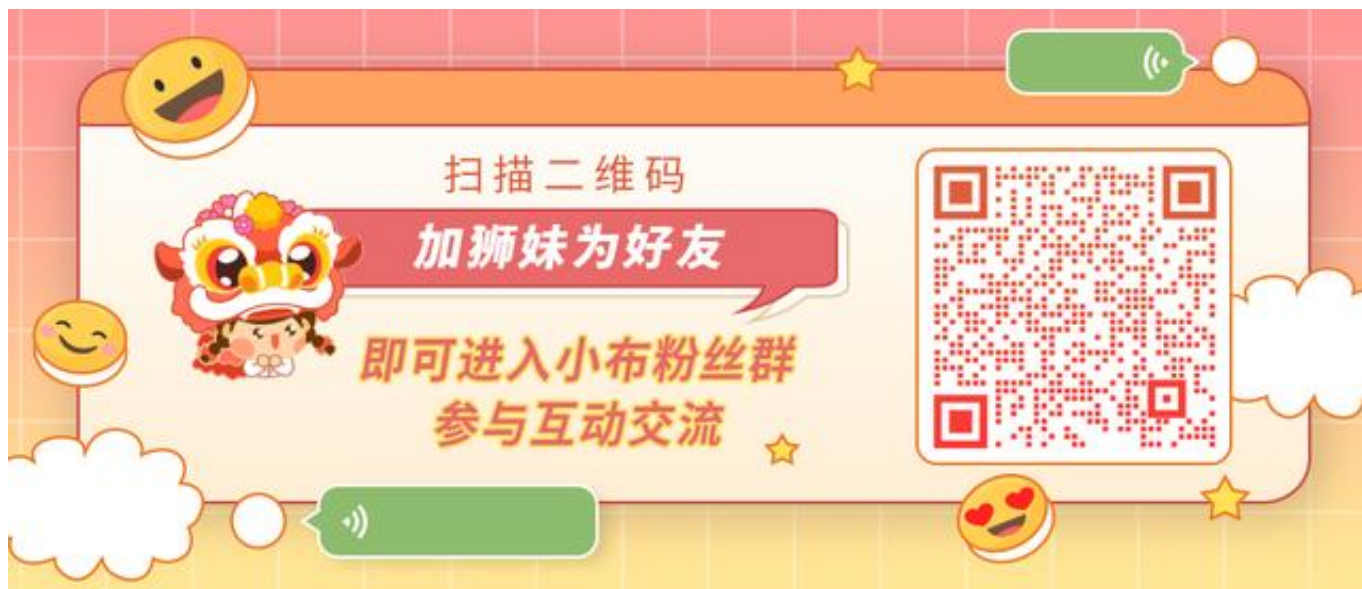 扫描二维码
加狮妹为好友
即可进入小布粉丝群
参与互动交流